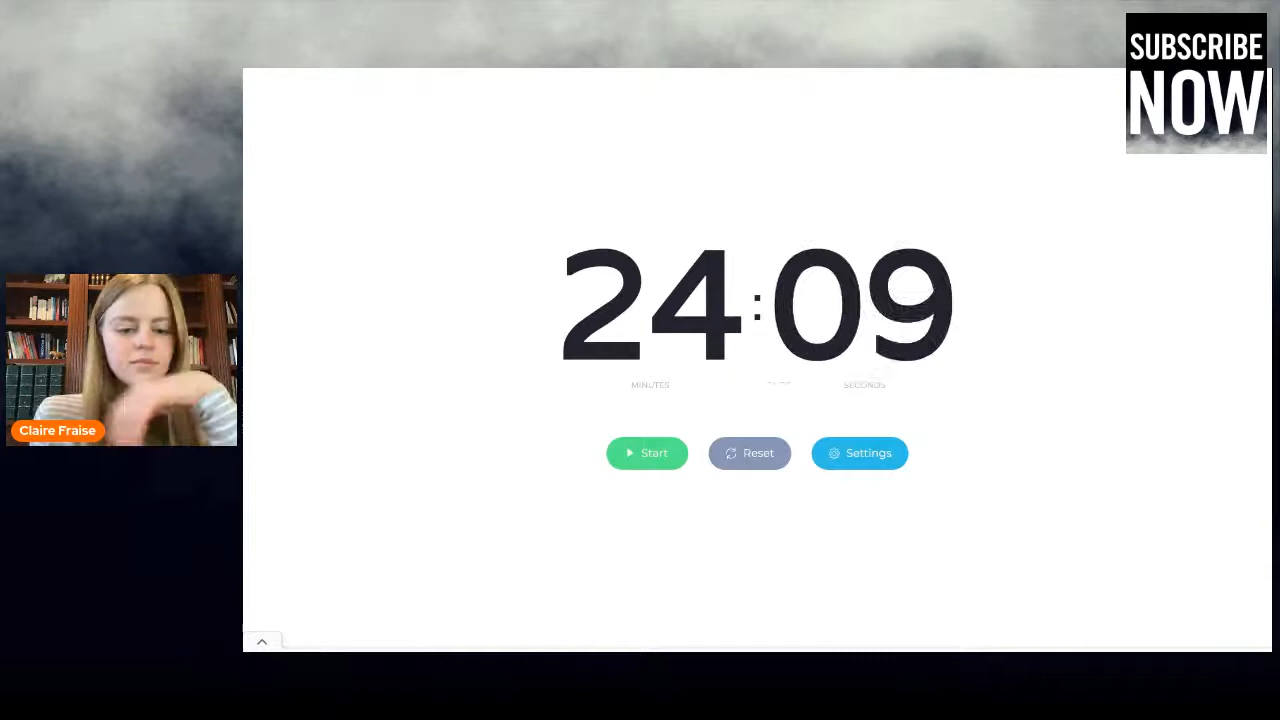 SUBSCRIBE
NOW
24:09
MINUTES
SECONDS
Start
Reset
Settings
Claire Fraise